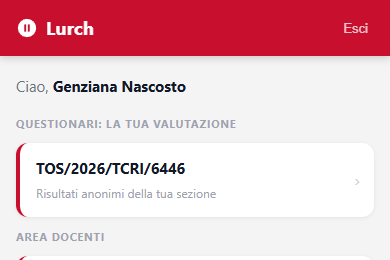 Lurch
Esci
Ciao, Genziana Nascosto
QUESTIONARI: LA TUA VALUTAZIONE
TOS/2026/TCRI/6446
Risultati anonimi della tua sezione
AREA DOCENTI